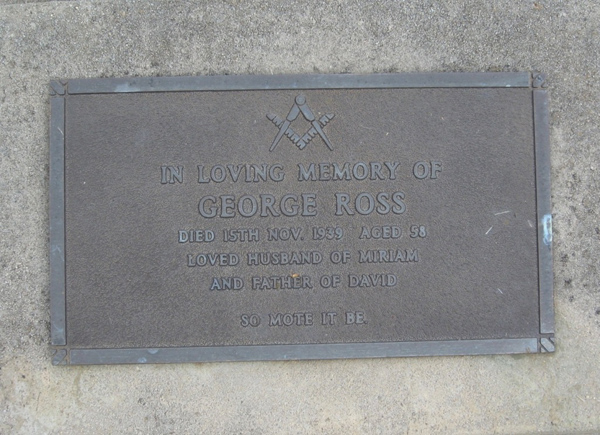 IN LOVING MEMORY OF
GEORGE ROSS
DIED 15TH NOV. 1939 AGED 58
LOVED HUSBAND OF MIRIAM
AND FATHER OF DAVID
SO MOTE IT BE.